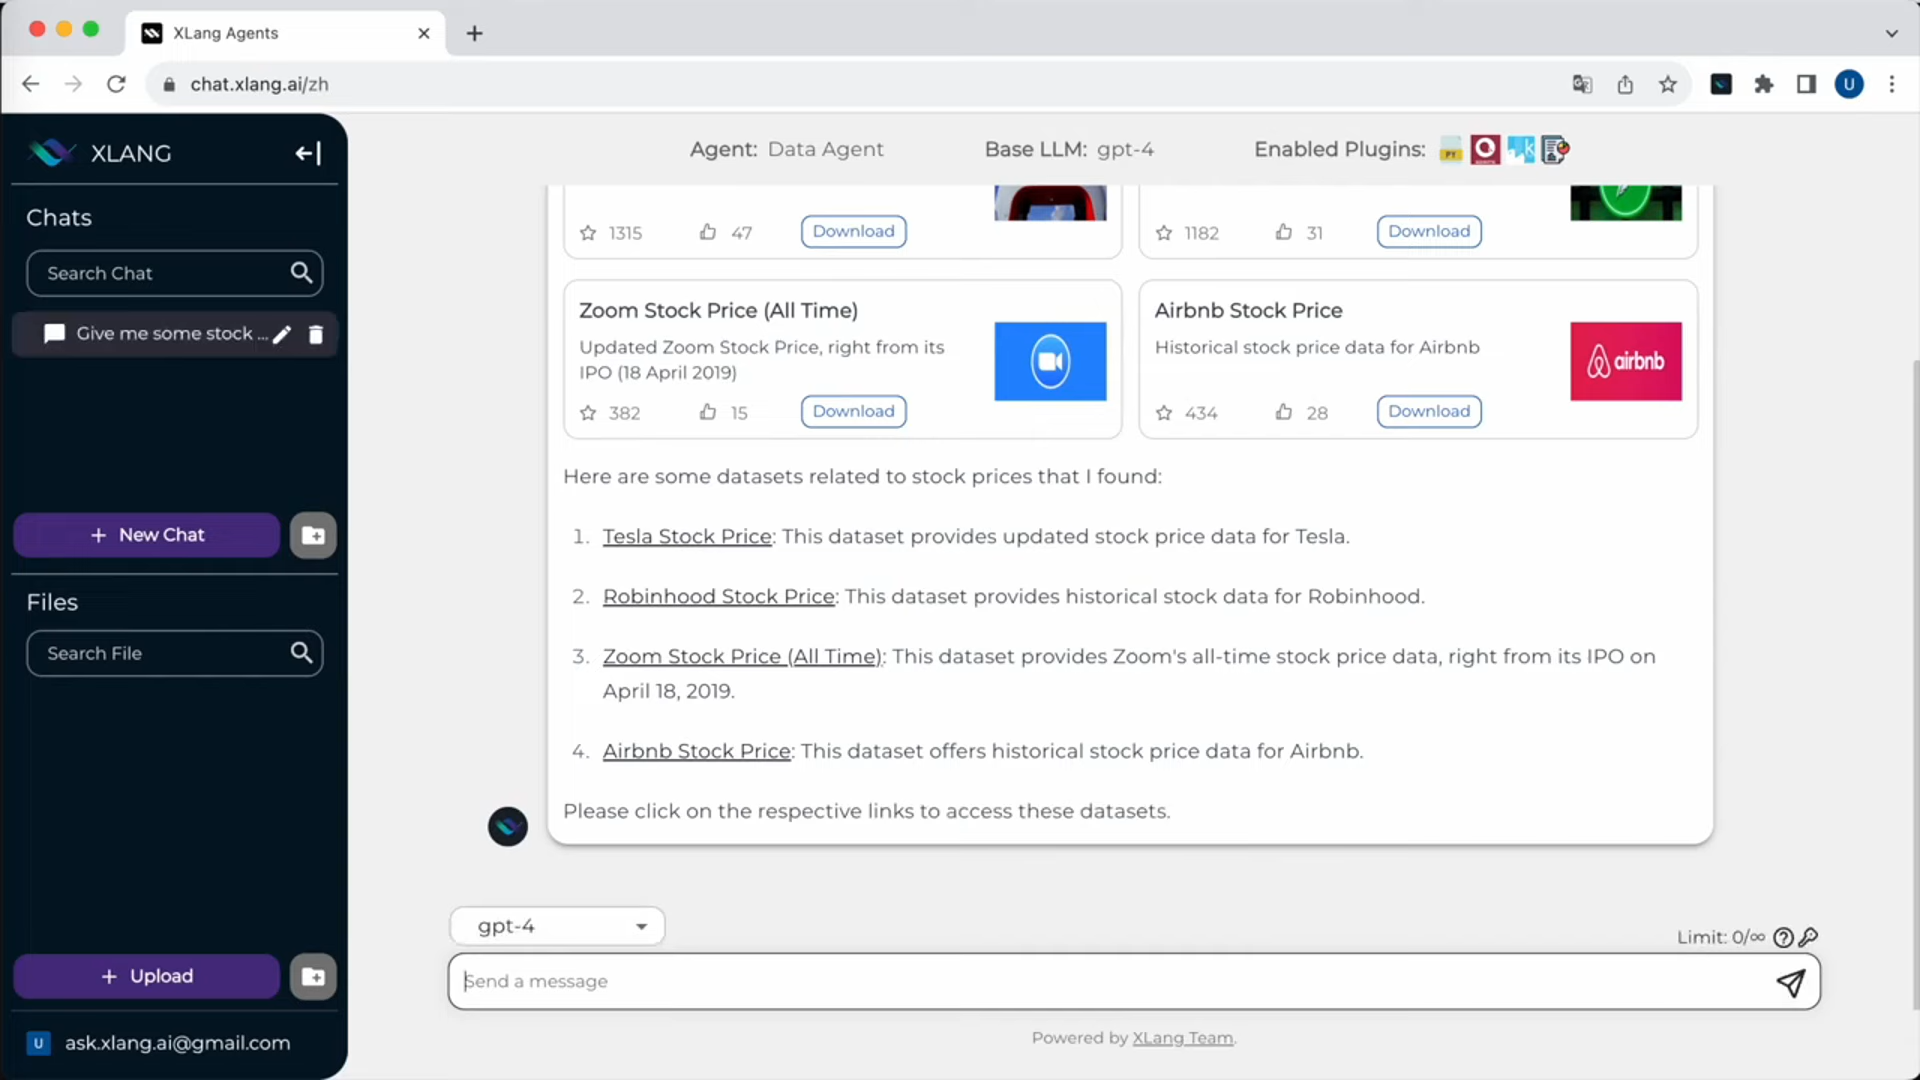 XLang Agents
chat.xlang.ai/zh
U
XLANG
Chats
Search Chat
Give me some stock ...
+ New Chat
Files
Search File
+ Upload
U ask.xlang.ai@gmail.com
Agent: Data Agent
Base LLM: gpt-4
Enabled Plugins:
1315 47 Download
1182 31 Download
Zoom Stock Price (All Time)
Updated Zoom Stock Price, right from its
IPO (18 April 2019)
382 15 Download
Airbnb Stock Price
Historical stock price data for Airbnb
434 28 Download
airbnb
Here are some datasets related to stock prices that I found:
1. Tesla Stock Price: This dataset provides updated stock price data for Tesla.
2. Robinhood Stock Price: This dataset provides historical stock data for Robinhood.
3. Zoom Stock Price (All Time): This dataset provides Zoom's all-time stock price data, right from its IPO on
April 18, 2019.
4. Airbnb Stock Price: This dataset offers historical stock price data for Airbnb.
Please click on the respective links to access these datasets.
gpt-4
Limit: 0/∞
Send a message
Powered by XLang Team.